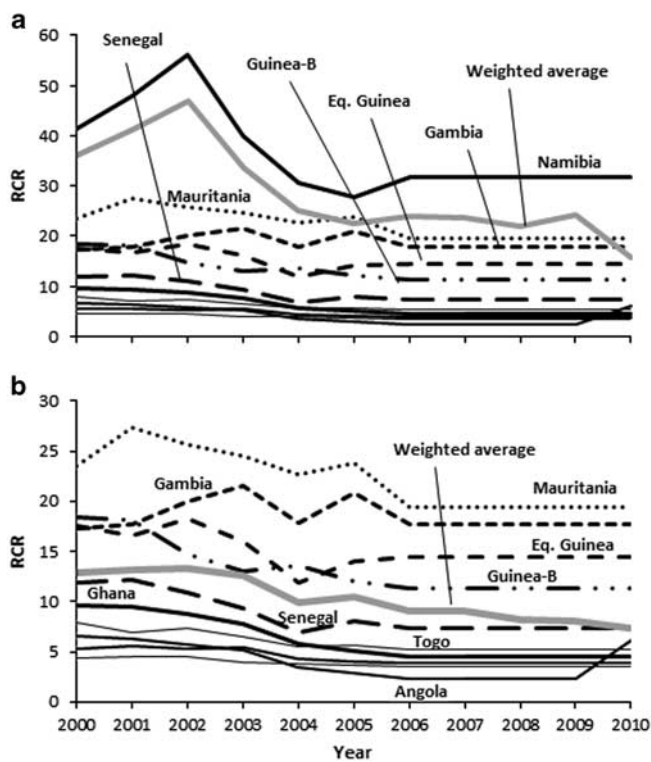 a
60
50
40
30
20
10
0
RCR
Senegal
Guinea-B
Weighted average
Eq. Guinea
Gambia
Namibia
Mauritania
b
30
25
20
15
10
5
0
RCR
Weighted average
Gambia
Mauritania
Eq. Guinea
Guinea-B
Ghana
Senegal
Togo
Angola
2000 2001 2002 2003 2004 2005 2006 2007 2008 2009 2010
Year